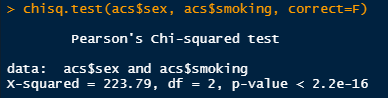 > chisq.test(acs$sex, acs$smoking, correct=F)
Pearson's Chi-squared test
data:  acs$sex and acs$smoking
X-squared = 223.79, df = 2, p-value < 2.2e-16